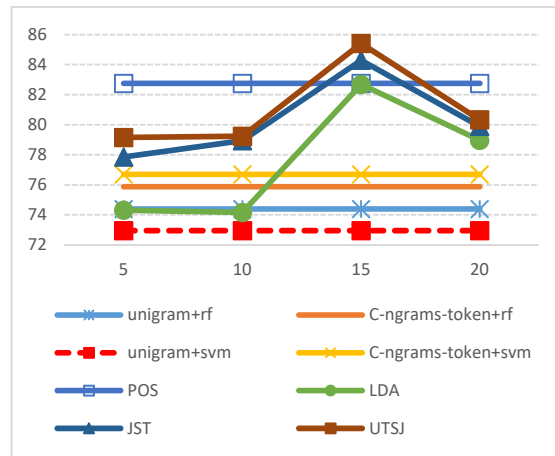 86
84
82
80
78
76
74
72
5 10 15 20
unigram+rf C-ngrams-token+rf
unigram+svm C-ngrams-token+svm
POS LDA
JST UTSJ